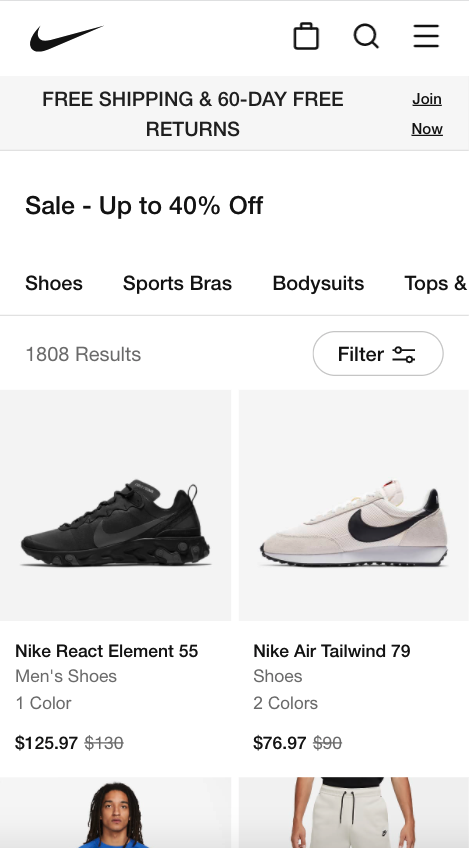 FREE SHIPPING & 60-DAY FREE
RETURNS
Join
Now
Sale - Up to 40% Off
Shoes Sports Bras Bodysuits Tops &
1808 Results
Filter
Nike React Element 55
Men's Shoes
1 Color
$125.97 $130
Nike Air Tailwind 79
Shoes
2 Colors
$76.97 $90